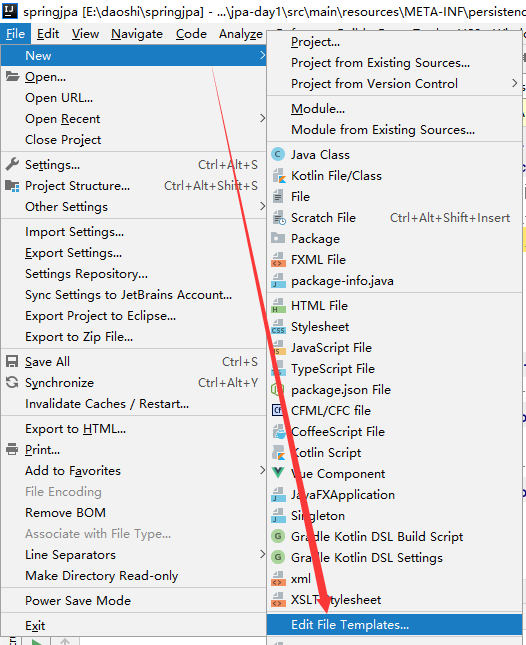 springjpa [E:\daoshi\springjpa] - ...\jpa-day1\src\main\resources\META-INF\persistenc
File Edit View Navigate Code Analyze
New
Open...
Open URL...
Open Recent
Close Project
Settings... Ctrl+Alt+S
Project Structure... Ctrl+Alt+Shift+S
Other Settings
Import Settings...
Export Settings...
Settings Repository...
Sync Settings to JetBrains Account...
Export Project to Eclipse...
Export to Zip File...
Save All Ctrl+S
Synchronize Ctrl+Alt+Y
Invalidate Caches / Restart...
Export to HTML...
Print...
Add to Favorites
File Encoding
Remove BOM
Associate with File Type...
Line Separators
Make Directory Read-only
Power Save Mode
Exit
Project...
Project from Existing Sources...
Project from Version Control
Module...
Module from Existing Sources...
Java Class
Kotlin File/Class
File
Scratch File Ctrl+Alt+Shift+Insert
Package
FXML File
package-info.java
HTML File
Stylesheet
JavaScript File
TypeScript File
package.json File
CFML/CFC file
CoffeeScript File
Kotlin Script
Vue Component
JavaFXApplication
Singleton
Gradle Kotlin DSL Build Script
Gradle Kotlin DSL Settings
xml
XSLT Stylesheet
Edit File Templates...